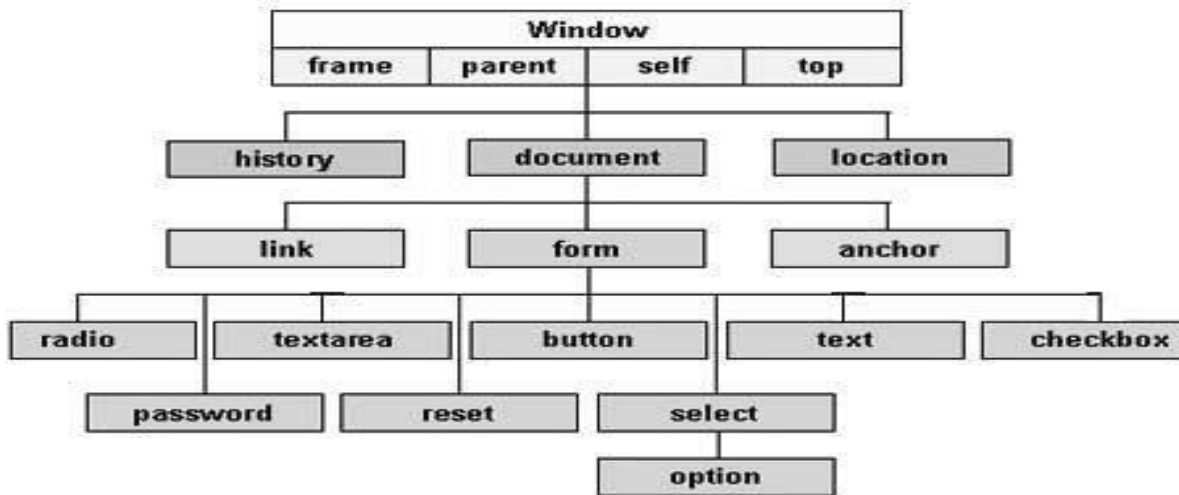 Window
frame parent self top
history document location
link form anchor
radio textarea button text checkbox
password reset select
option